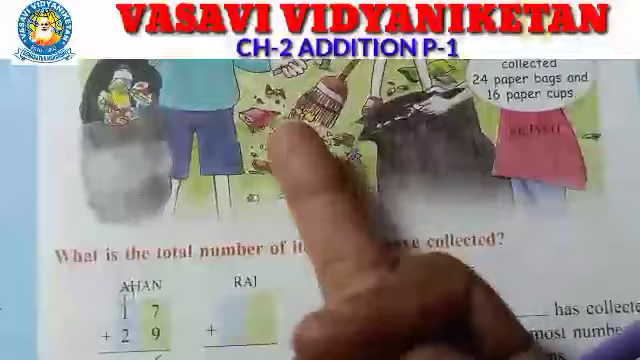 VASAVI VIDYANIKETAN
CH-2 ADDITION P-1
collected
24 paper bags and
16 paper cups
What is the total number of collected?
AHAN RAJ
1 7
+ 2 9 +
6
has collecte
most numbe